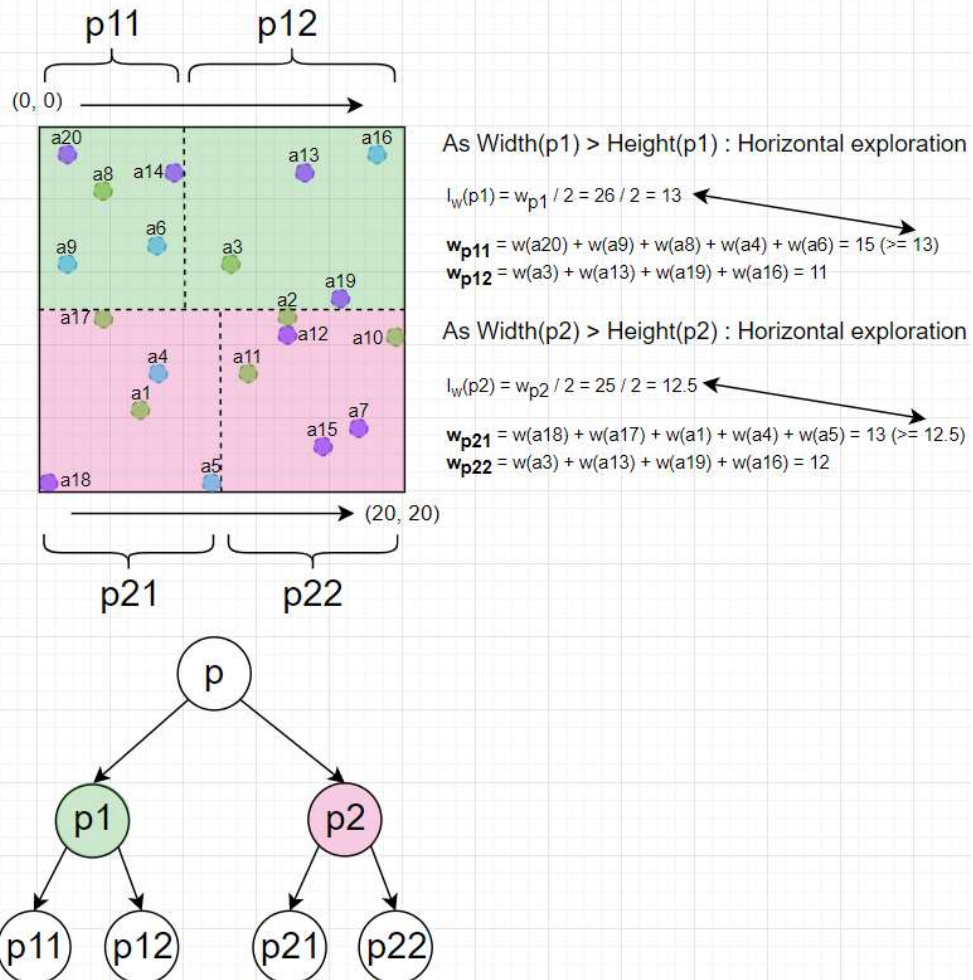 p11 p12
(0, 0)
a20 a16
a8 a14 a13
a6
a9 a3
a19
a17 a2
a12 a10
a4 a11
a1
a7
a15
a5
a18
(20, 20)
p21 p22
As Width(p1) > Height(p1) : Horizontal exploration
Iw(p1) = wp1 / 2 = 26 / 2 = 13
wp11 = w(a20) + w(a9) + w(a8) + w(a4) + w(a6) = 15 (>= 13)
wp12 = w(a3) + w(a13) + w(a19) + w(a16) = 11
As Width(p2) > Height(p2) : Horizontal exploration
Iw(p2) = wp2 / 2 = 25 / 2 = 12.5
wp21 = w(a18) + w(a17) + w(a1) + w(a4) + w(a5) = 13 (>= 12.5)
wp22 = w(a3) + w(a13) + w(a19) + w(a16) = 12
p
p1 p2
p11 p12 p21 p22